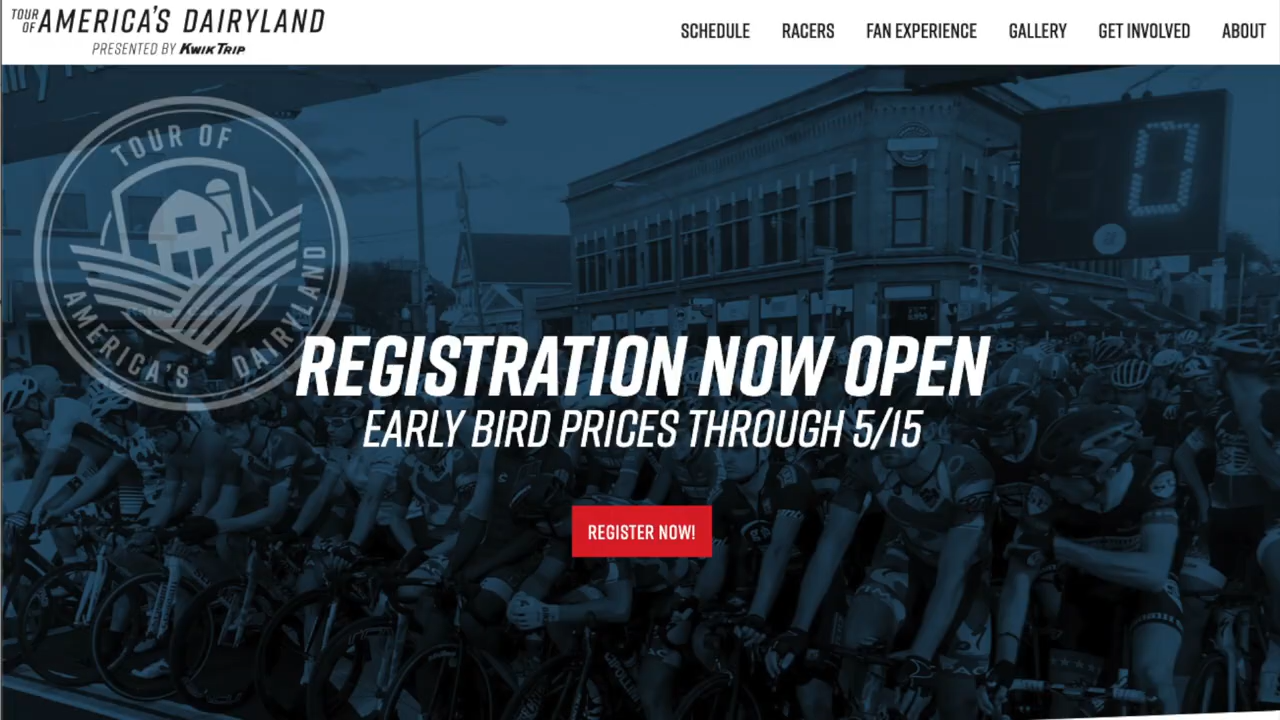 TOUR OF AMERICA'S DAIRYLAND
PRESENTED BY KWIK TRIP
SCHEDULE RACERS FAN EXPERIENCE GALLERY GET INVOLVED ABOUT
TOUR OF
AMERICA'S DAIRYLAND
0
REGISTRATION NOW OPEN
EARLY BIRD PRICES THROUGH 5/15
REGISTER NOW!